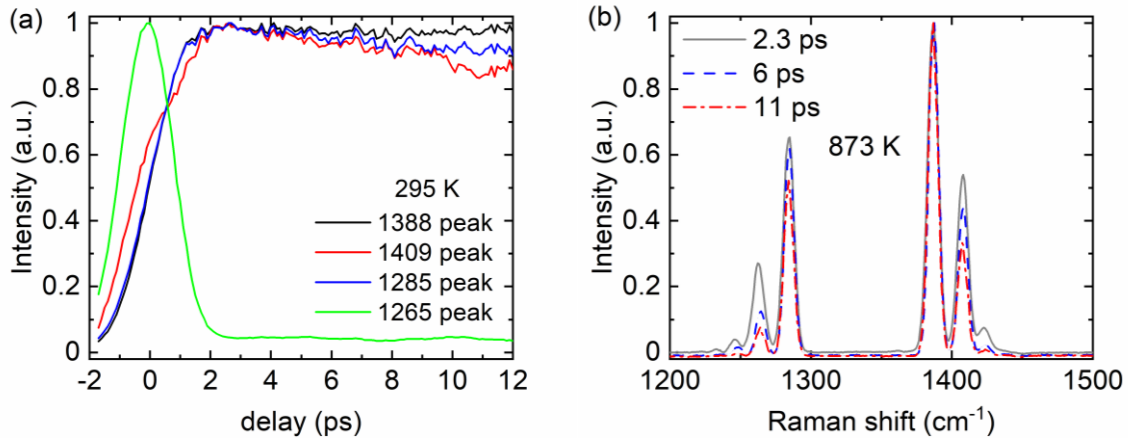 (a)
1
0.8
0.6
0.4
0.2
0
Intensity (a.u.)
-2 0 2 4 6 8 10 12
delay (ps)
295 K
1388 peak
1409 peak
1285 peak
1265 peak
(b)
1
0.8
0.6
0.4
0.2
0
Intensity (a.u.)
2.3 ps
6 ps
11 ps
873 K
1200 1300 1400 1500
Raman shift (cm⁻¹)